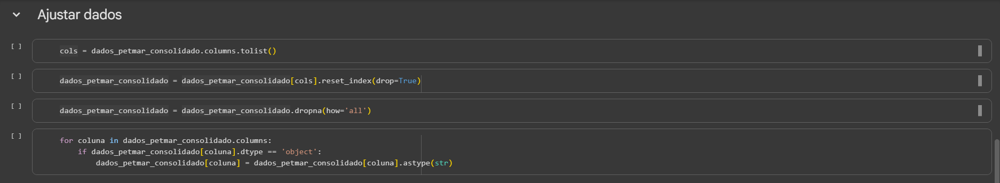 Ajustar dados
[ ]
cols = dados_petmar_consolidado.columns.tolist()
[ ]
dados_petmar_consolidado = dados_petmar_consolidado[cols].reset_index(drop=True)
[ ]
dados_petmar_consolidado = dados_petmar_consolidado.dropna(how='all')
[ ]
for coluna in dados_petmar_consolidado.columns:
    if dados_petmar_consolidado[coluna].dtype == 'object':
        dados_petmar_consolidado[coluna] = dados_petmar_consolidado[coluna].astype(str)